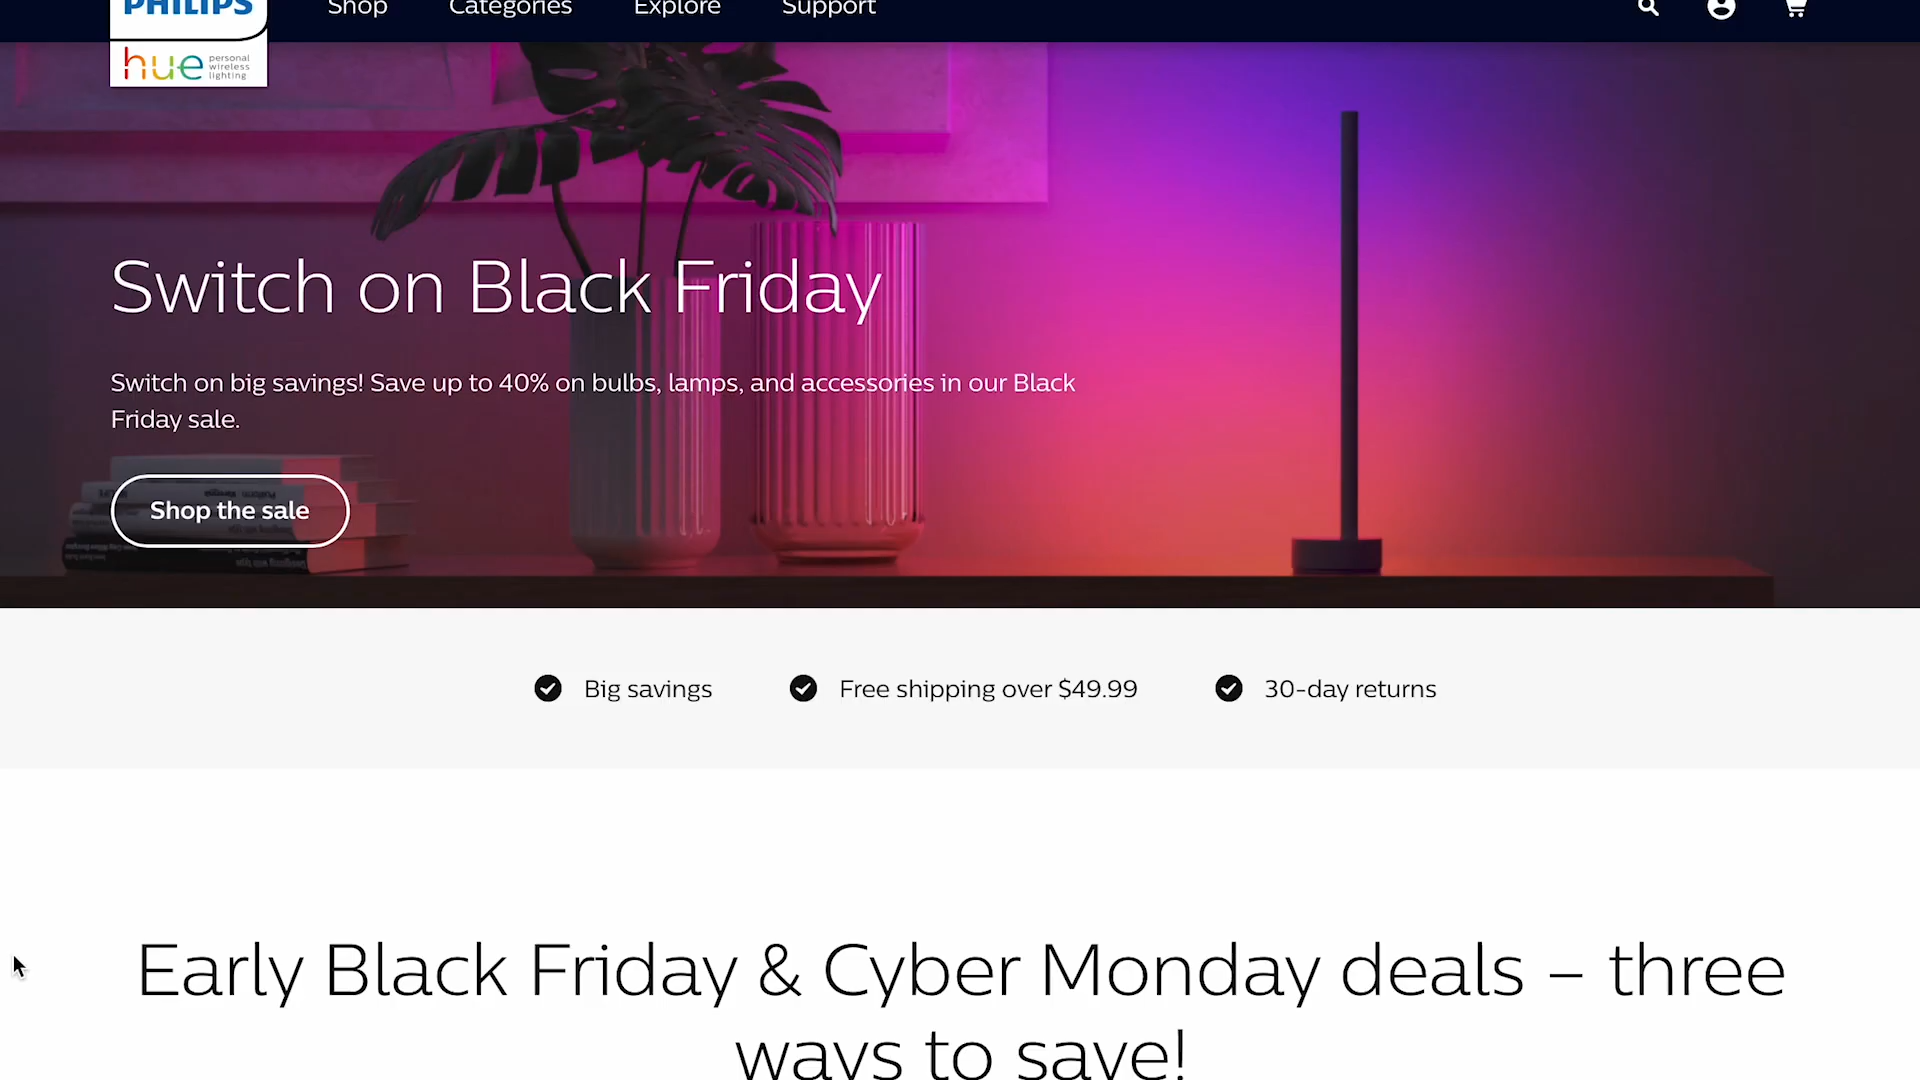 PHILIPS
Shop Categories Explore Support
hue personal wireless lighting
Switch on Black Friday
Switch on big savings! Save up to 40% on bulbs, lamps, and accessories in our Black
Friday sale.
Shop the sale
Big savings Free shipping over $49.99 30-day returns
Early Black Friday & Cyber Monday deals – three
ways to save!